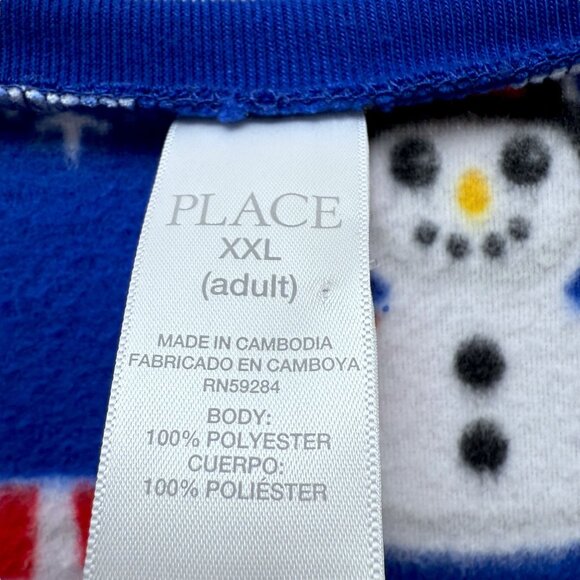 PLACE
XXL
(adult)
MADE IN CAMBODIA
FABRICADO EN CAMBOYA
RN59284
BODY:
100% POLYESTER
CUERPO:
100% POLIÉSTER